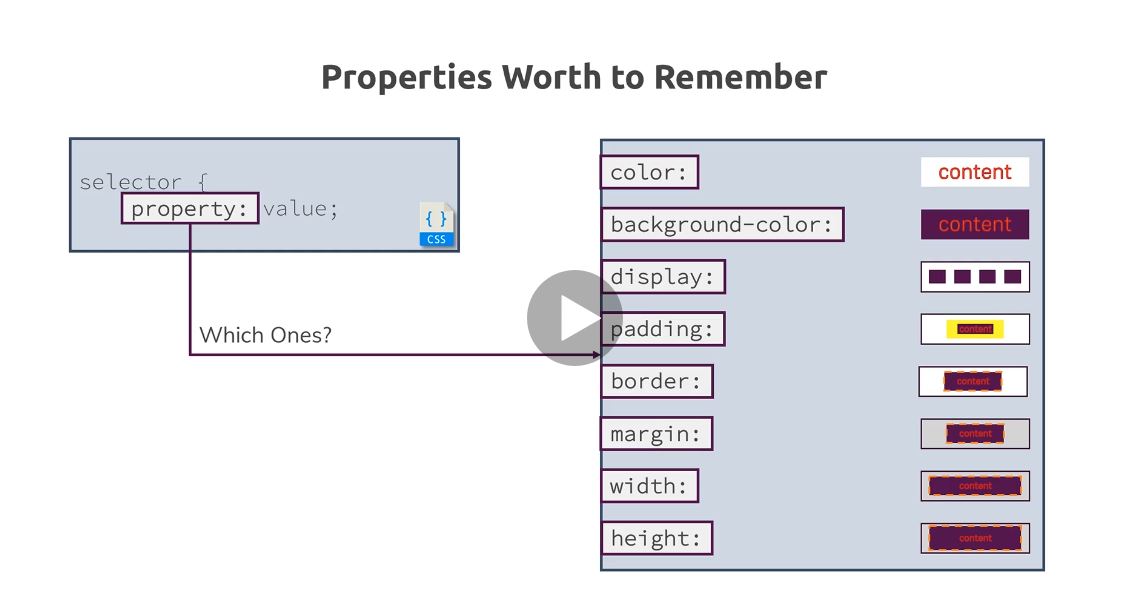 Properties Worth to Remember
selector {
property: value;
{ }
CSS
Which Ones?
color:
content
background-color:
content
display:
padding:
content
border:
content
margin:
content
width:
content
height:
content